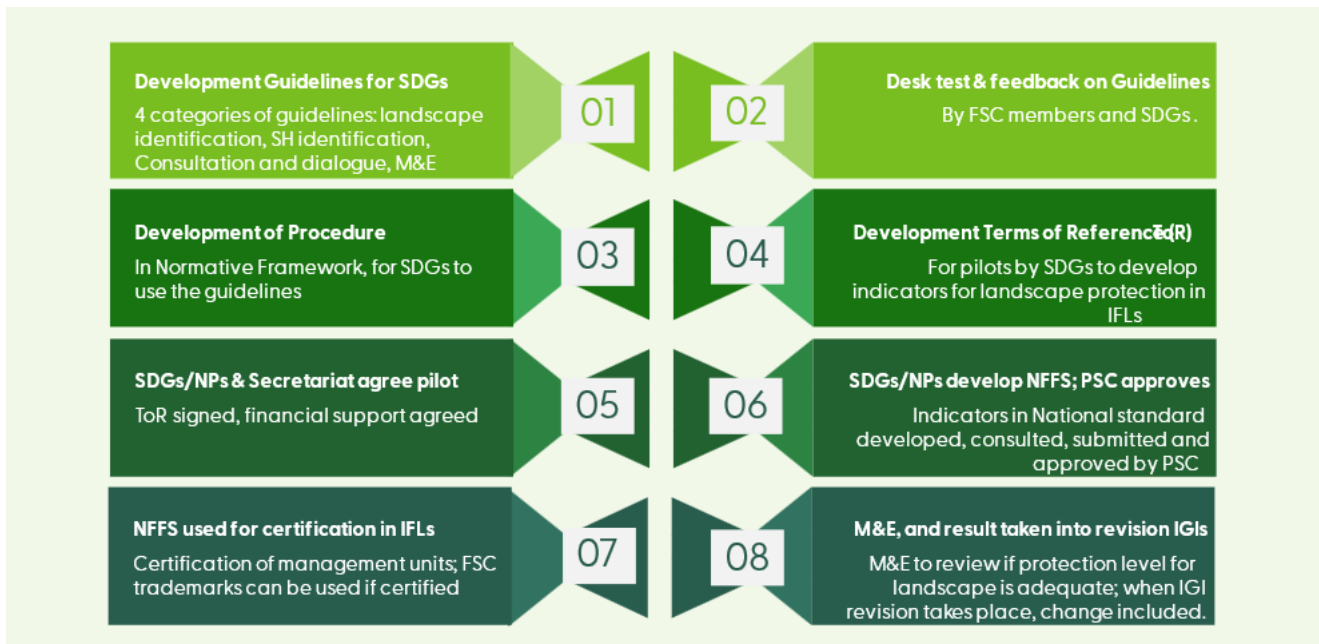 Development Guidelines for SDGs
4 categories of guidelines: landscape
identification, SH identification,
Consultation and dialogue, M&E
01
02
Desk test & feedback on Guidelines
By FSC members and SDGs.
Development of Procedure
In Normative Framework, for SDGs to
use the guidelines
03
04
Development Terms of Reference (ToR)
For pilots by SDGs to develop
indicators for landscape protection in
IFLs
SDGs/NPs & Secretariat agree pilot
ToR signed, financial support agreed
05
06
SDGs/NPs develop NFFS; PSC approves
Indicators in National standard
developed, consulted, submitted and
approved by PSC
NFFS used for certification in IFLs
Certification of management units; FSC
trademarks can be used if certified
07
08
M&E, and result taken into revision IGIs
M&E to review if protection level for
landscape is adequate; when IGI
revision takes place, change included.